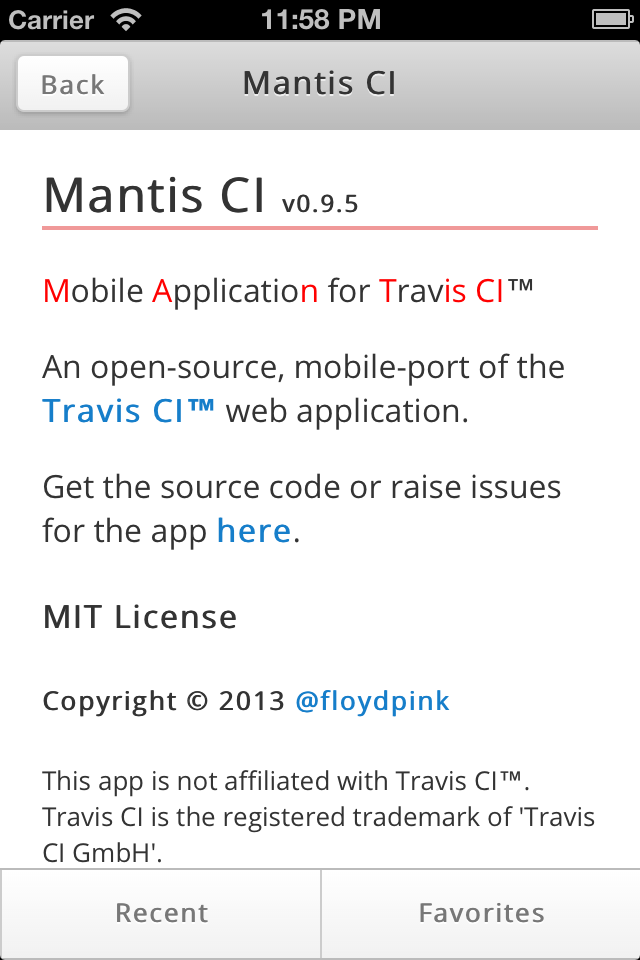 Carrier 11:58 PM
Back Mantis CI
Mantis CI v0.9.5
Mobile Application for Travis CI™
An open-source, mobile-port of the
Travis CI™ web application.
Get the source code or raise issues
for the app here.
MIT License
Copyright © 2013 @floydpink
This app is not affiliated with Travis CI™.
Travis CI is the registered trademark of 'Travis
CI GmbH'.
Recent Favorites